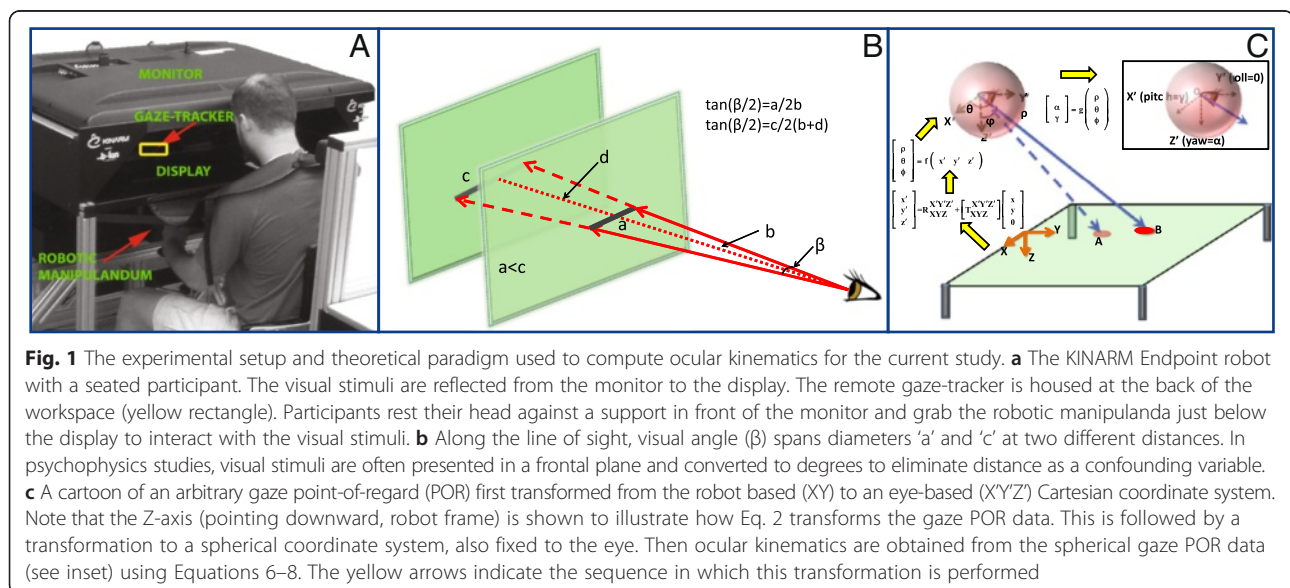 A
MONITOR
GAZE-TRACKER
KINARM
DISPLAY
ROBOTIC
MANIPULANDUM
B
tan(β/2)=a/2b
tan(β/2)=c/2(b+d)
d
c
a
b
β
a<c
C
X'
Y'
Z'
θ
φ
ρ
[α γ] = g(ρ θ ϕ)
Y' (oll=0)
X' (pitc h=γ)
Z' (yaw=α)
[ρ θ ϕ] = f( x' y' z' )
[x' y' z'] =R X'Y'Z' XYZ +[T X'Y'Z' XYZ][x y θ]
X
Y
Z
A
B
Fig. 1 The experimental setup and theoretical paradigm used to compute ocular kinematics for the current study. a The KINARM Endpoint robot
with a seated participant. The visual stimuli are reflected from the monitor to the display. The remote gaze-tracker is housed at the back of the
workspace (yellow rectangle). Participants rest their head against a support in front of the monitor and grab the robotic manipulanda just below
the display to interact with the visual stimuli. b Along the line of sight, visual angle (β) spans diameters 'a' and 'c' at two different distances. In
psychophysics studies, visual stimuli are often presented in a frontal plane and converted to degrees to eliminate distance as a confounding variable.
c A cartoon of an arbitrary gaze point-of-regard (POR) first transformed from the robot based (XY) to an eye-based (X'Y'Z') Cartesian coordinate system.
Note that the Z-axis (pointing downward, robot frame) is shown to illustrate how Eq. 2 transforms the gaze POR data. This is followed by a
transformation to a spherical coordinate system, also fixed to the eye. Then ocular kinematics are obtained from the spherical gaze POR data
(see inset) using Equations 6–8. The yellow arrows indicate the sequence in which this transformation is performed